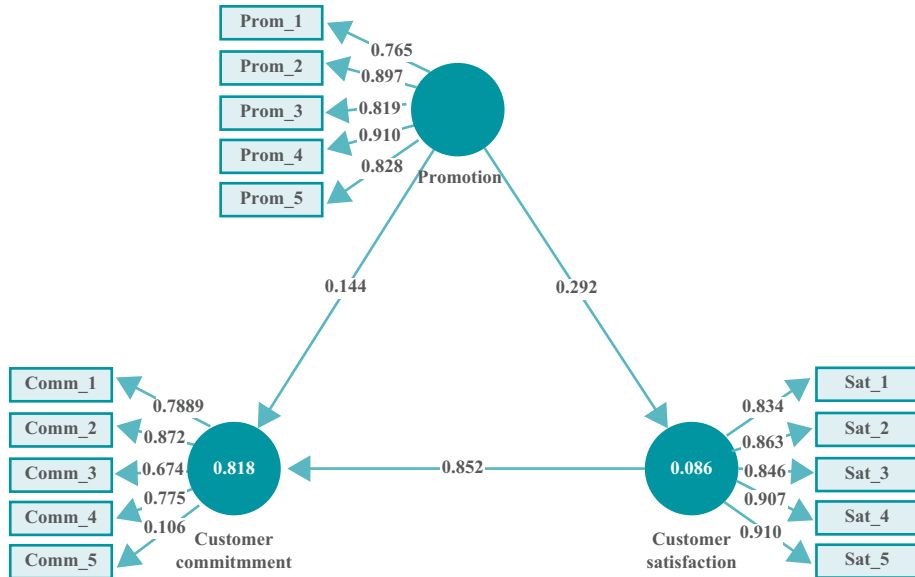 Prom_1
0.765
Prom_2
0.897
Prom_3
0.819
Prom_4
0.910
Prom_5
0.828
Promotion
0.144
0.292
Comm_1
0.7889
Comm_2
0.872
Comm_3
0.674
Comm_4
0.775
Comm_5
0.106
0.818
Customer
commitmment
0.852
0.086
Customer
satisfaction
Sat_1
0.834
Sat_2
0.863
Sat_3
0.846
Sat_4
0.907
Sat_5
0.910